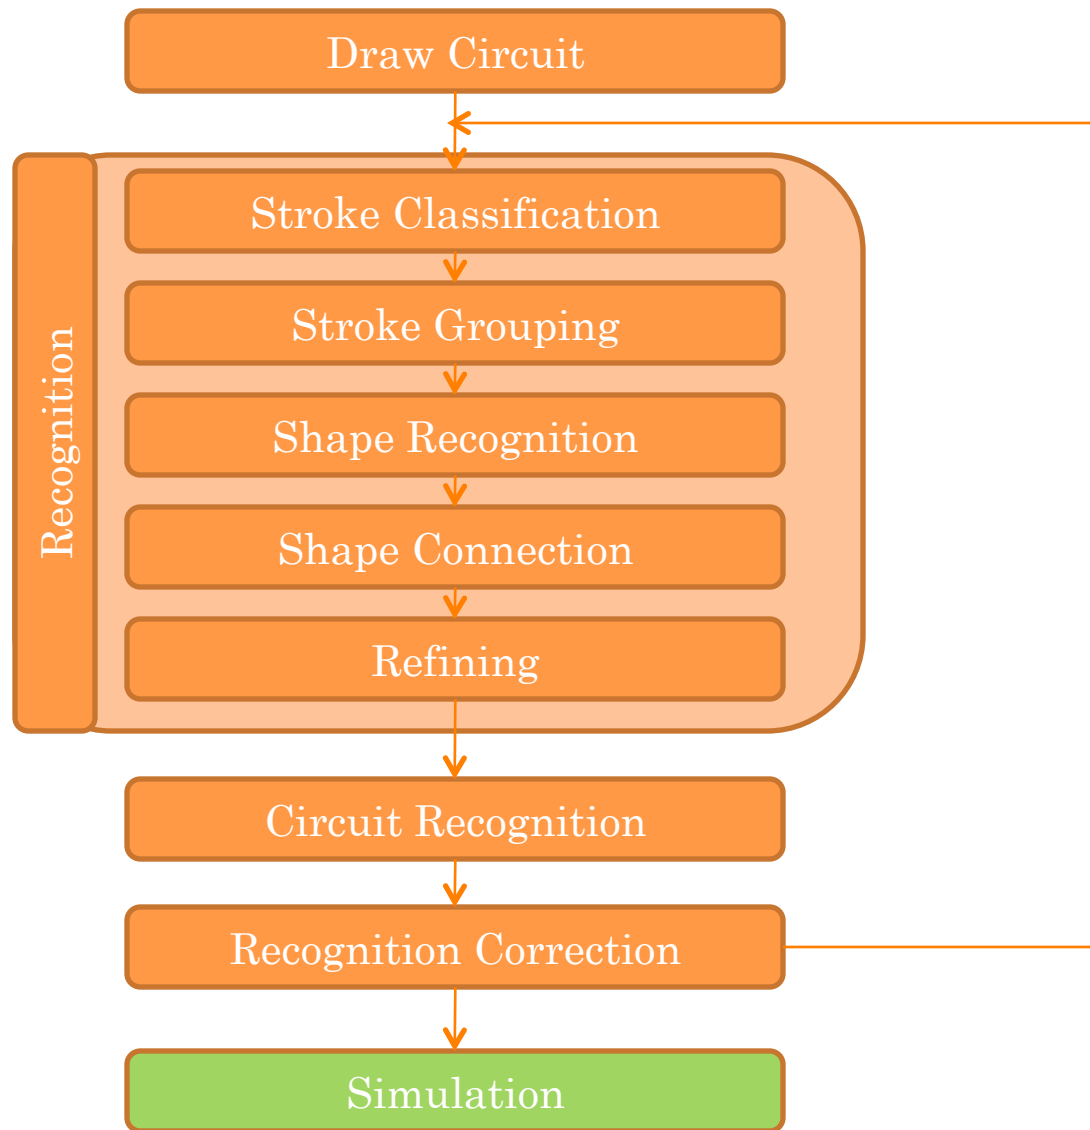 Draw Circuit
Recognition
Stroke Classification
Stroke Grouping
Shape Recognition
Shape Connection
Refining
Circuit Recognition
Recognition Correction
Simulation